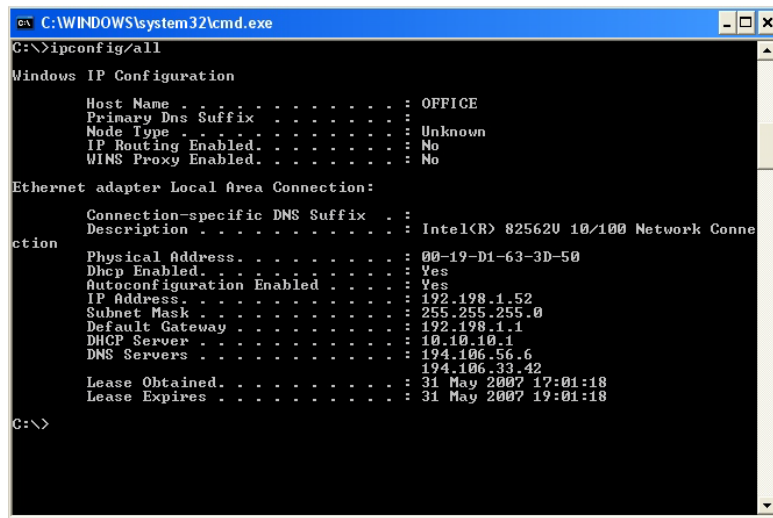 C:\WINDOWS\system32\cmd.exe
C:\>ipconfig/all
Windows IP Configuration
Host Name . . . . . . . . . . . . : OFFICE
Primary Dns Suffix . . . . . . . :
Node Type . . . . . . . . . . . . : Unknown
IP Routing Enabled. . . . . . . . : No
WINS Proxy Enabled. . . . . . . . : No
Ethernet adapter Local Area Connection:
Connection-specific DNS Suffix . :
Description . . . . . . . . . . . : Intel(R) 82562V 10/100 Network Conne
ction
Physical Address. . . . . . . . . : 00-19-D1-63-3D-50
Dhcp Enabled. . . . . . . . . . . : Yes
Autoconfiguration Enabled . . . . : Yes
IP Address. . . . . . . . . . . . : 192.198.1.52
Subnet Mask . . . . . . . . . . . : 255.255.255.0
Default Gateway . . . . . . . . . : 192.198.1.1
DHCP Server . . . . . . . . . . . : 10.10.10.1
DNS Servers . . . . . . . . . . . : 194.106.56.6
194.106.33.42
Lease Obtained. . . . . . . . . . : 31 May 2007 17:01:18
Lease Expires . . . . . . . . . . : 31 May 2007 19:01:18
C:\>